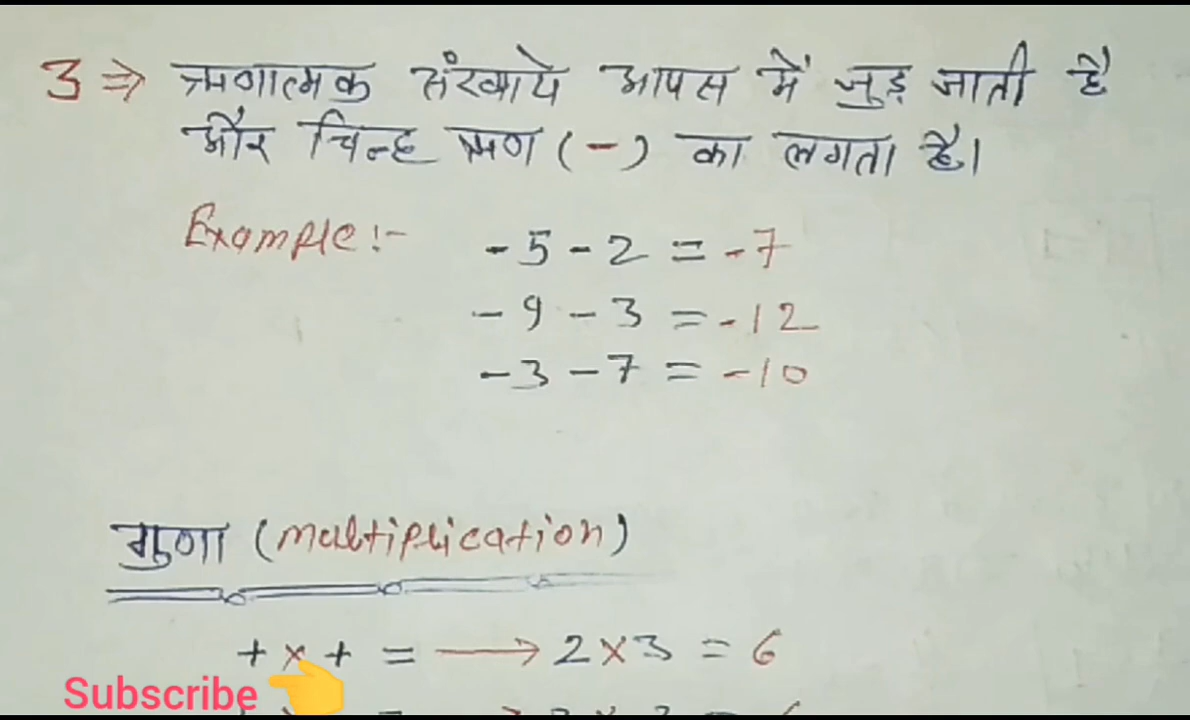 3 ⇒ ऋणात्मक संख्याये आपस में जुड़ जाती है
और चिन्ह ऋण (-) का लगता है।
Example:- -5 - 2 = -7
-9 - 3 = -12
-3 - 7 = -10
गुणा (multiplication)
+ × + = → 2×3 = 6
Subscribe